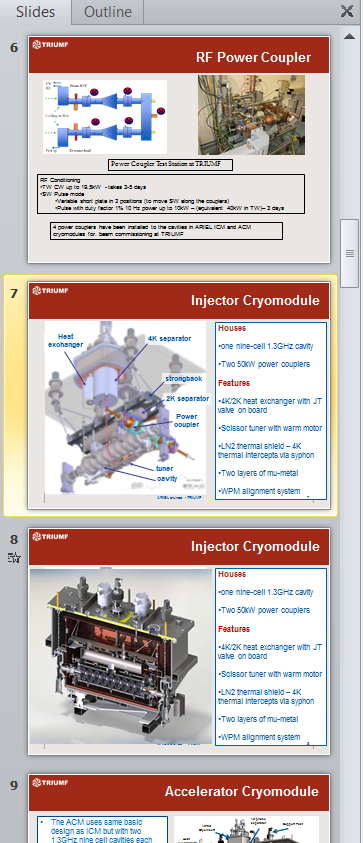 Slides
Outline
6
TRIUMF
RF Power Coupler
Power Coupler Test Station at TRIUMF
RF Conditioning
•TW CW up to 19.5kW - takes 3-5 days
•SW Pulse mode
•Variable short plate in 3 positions (to move SW along the couplers)
•Pulse with duty factor 1% 10 Hz power up to 10kW – (equivalent 40kW in TW)– 3 days
4 power couplers have been installed to the cavities in ARIEL ICM and ACM
cryomodules for. beam commissioning at TRIUMF
7
TRIUMF
Injector Cryomodule
Heat
exchanger
4K separator
strongback
2K separator
Power
coupler
tuner
cavity
Houses
•one nine-cell 1.3GHz cavity
•Two 50kW power couplers
Features
•4K/2K heat exchanger with JT
valve on board
•Scissor tuner with warm motor
•LN2 thermal shield – 4K
thermal intercepts via syphon
•Two layers of mu-metal
•WPM alignment system
8
TRIUMF
Injector Cryomodule
Houses
•one nine-cell 1.3GHz cavity
•Two 50kW power couplers
Features
•4K/2K heat exchanger with JT
valve on board
•Scissor tuner with warm motor
•LN2 thermal shield – 4K
thermal intercepts via syphon
•Two layers of mu-metal
•WPM alignment system
9
TRIUMF
Accelerator Cryomodule
• The ACM uses same basic
design as ICM but with two
1.3GHz nine cell cavities each